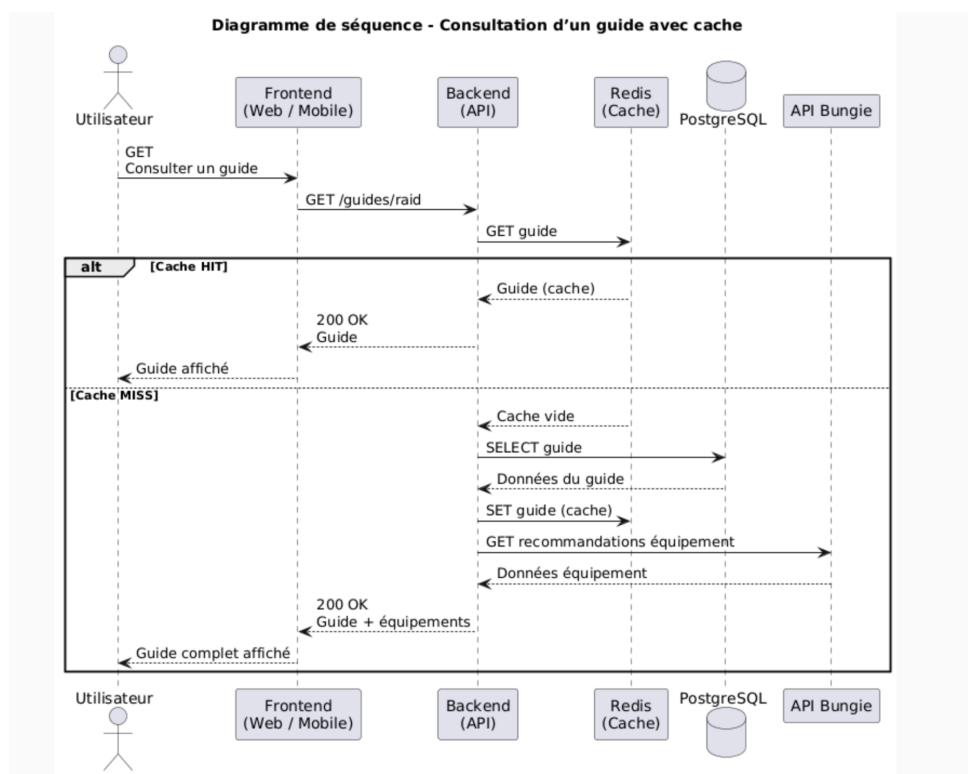 Diagramme de séquence - Consultation d’un guide avec cache
Utilisateur
Frontend
(Web / Mobile)
Backend
(API)
Redis
(Cache)
PostgreSQL
API Bungie
GET
Consulter un guide
GET /guides/raid
GET guide
alt
[Cache HIT]
Guide (cache)
200 OK
Guide
Guide affiché
[Cache MISS]
Cache vide
SELECT guide
Données du guide
SET guide (cache)
GET recommandations équipement
Données équipement
200 OK
Guide + équipements
Guide complet affiché
Utilisateur
Frontend
(Web / Mobile)
Backend
(API)
Redis
(Cache)
PostgreSQL
API Bungie